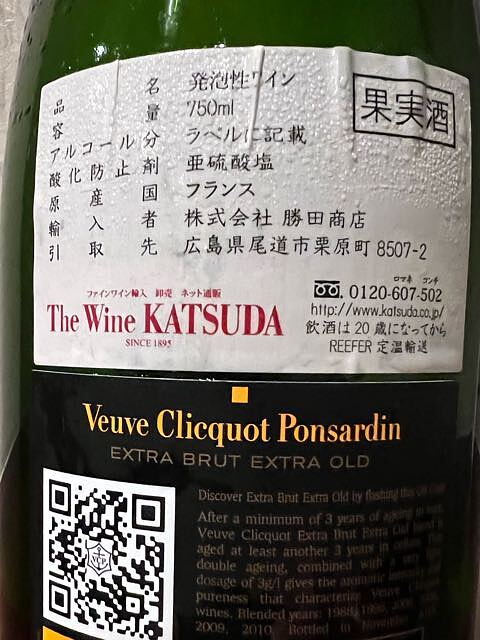 品名 発泡性ワイン
果実酒
容量 750ml
アルコール分 ラベルに記載
酸化防止剤 亜硫酸塩
原産国 フランス
輸入者 株式会社 勝田商店
引取先 広島県尾道市栗原町 8507-2
ファインワイン輸入 卸売 ネット通販
The Wine KATSUDA
SINCE 1895
ロマネ コンチ
0120-607-502
http://www.katsuda.co.jp/
飲酒は20歳になってから
REEFER 定温輸送
Veuve Clicquot Ponsardin
EXTRA BRUT EXTRA OLD
Discover Extra Brut Extra Old by flashing this QR Code
After a minimum of 3 years of ageing in
Veuve Clicquot Extra Brut Extra Old
aged at least another 3 years in
double ageing, combined with a very
dosage of 3g/l gives the aromatic
pureness that characterize Veuve Clicquot
wines. Blended years: 1988, 1996, 2006,
2009, 2010. Bottled in November